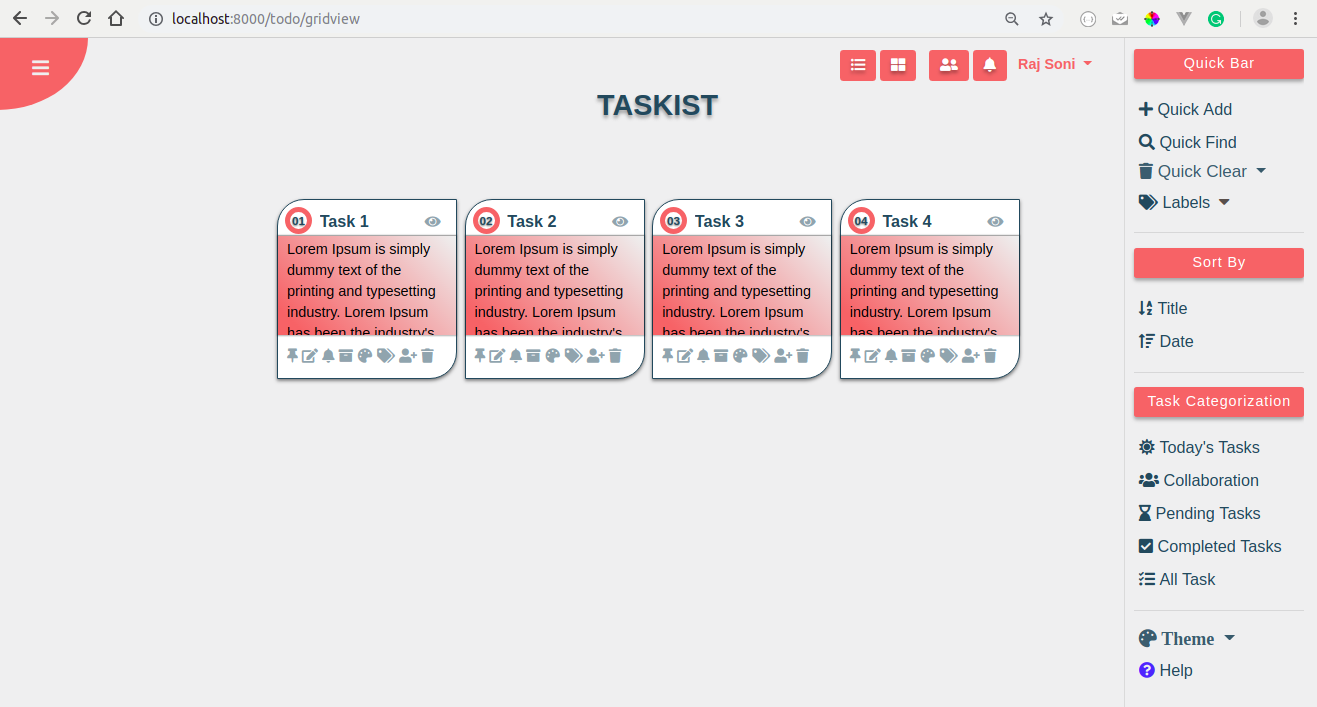 localhost:8000/todo/gridview
Raj Soni
TASKIST
01 Task 1
Lorem Ipsum is simply
dummy text of the
printing and typesetting
industry. Lorem Ipsum
has been the industry's
02 Task 2
Lorem Ipsum is simply
dummy text of the
printing and typesetting
industry. Lorem Ipsum
has been the industry's
03 Task 3
Lorem Ipsum is simply
dummy text of the
printing and typesetting
industry. Lorem Ipsum
has been the industry's
04 Task 4
Lorem Ipsum is simply
dummy text of the
printing and typesetting
industry. Lorem Ipsum
has been the industry's
Quick Bar
Quick Add
Quick Find
Quick Clear
Labels
Sort By
Title
Date
Task Categorization
Today's Tasks
Collaboration
Pending Tasks
Completed Tasks
All Task
Theme
Help